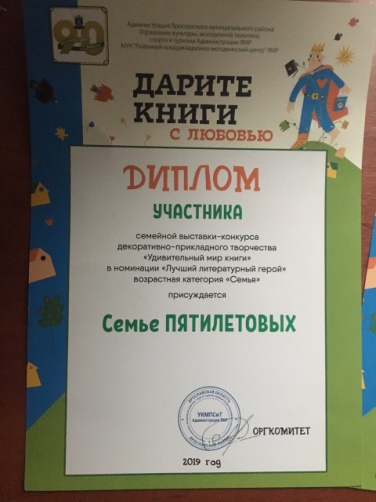 Администрация Ярославского муниципального района
Управление культуры, молодежной политики,
спорта и туризма Администрации ЯМР
МУК "Районный координационно-методический центр" ЯМР
90
ДАРИТЕ
КНИГИ
С ЛЮБОВЬЮ
ДИПЛОМ
УЧАСТНИКА
семейной выставки-конкурса
декоративно-прикладного творчества
«Удивительный мир книги»
в номинации «Лучший литературный герой»
возрастная категория «Семья»
присуждается
Семье ПЯТИЛЕТОВЫХ
ЯРОСЛАВСКАЯ ОБЛАСТЬ
УКМПСиТ
Администрации ЯМР
ОРГКОМИТЕТ
2019 год